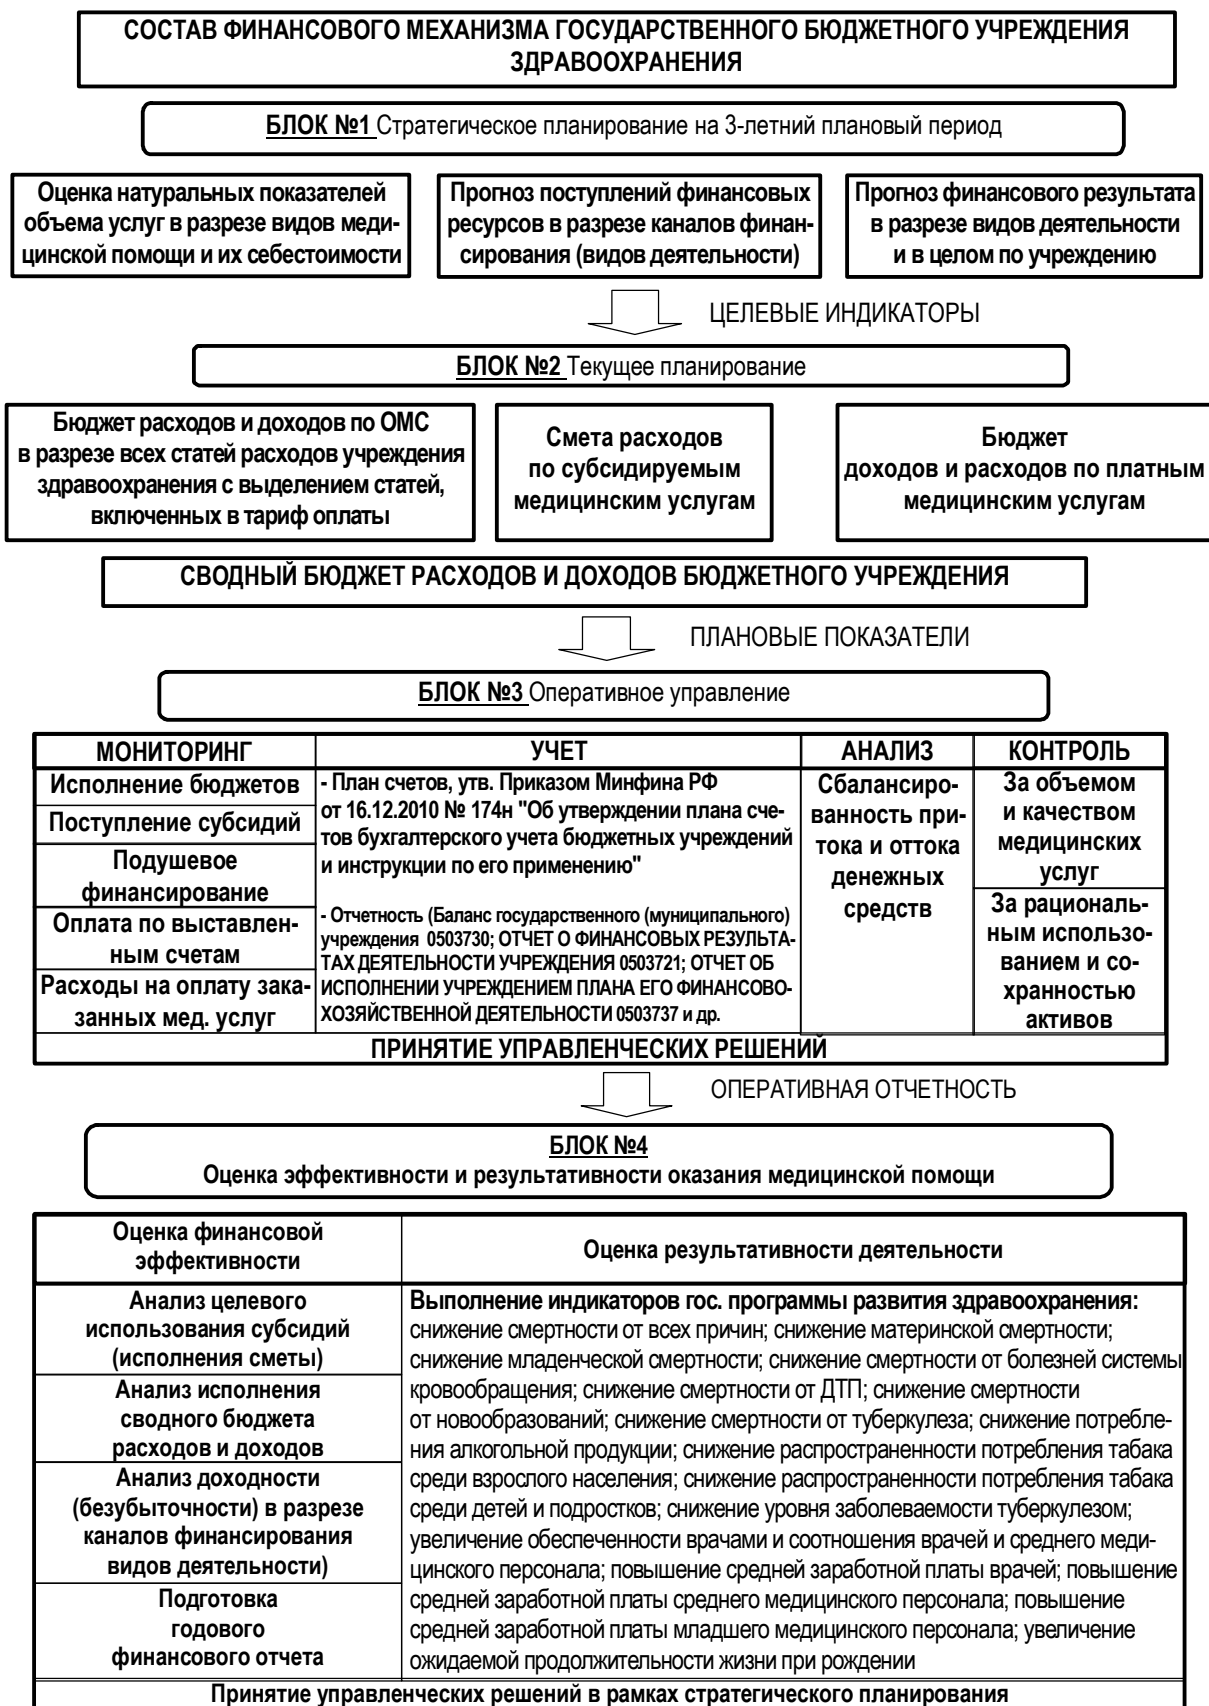 СОСТАВ ФИНАНСОВОГО МЕХАНИЗМА ГОСУДАРСТВЕННОГО БЮДЖЕТНОГО УЧРЕЖДЕНИЯ
ЗДРАВООХРАНЕНИЯ
БЛОК №1 Стратегическое планирование на 3-летний плановый период
Оценка натуральных показателей
объема услуг в разрезе видов меди-
цинской помощи и их себестоимости
Прогноз поступлений финансовых
ресурсов в разрезе каналов финан-
сирования (видов деятельности)
Прогноз финансового результата
в разрезе видов деятельности
и в целом по учреждению
ЦЕЛЕВЫЕ ИНДИКАТОРЫ
БЛОК №2 Текущее планирование
Бюджет расходов и доходов по ОМС
в разрезе всех статей расходов учреждения
здравоохранения с выделением статей,
включенных в тариф оплаты
Смета расходов
по субсидируемым
медицинским услугам
Бюджет
доходов и расходов по платным
медицинским услугам
СВОДНЫЙ БЮДЖЕТ РАСХОДОВ И ДОХОДОВ БЮДЖЕТНОГО УЧРЕЖДЕНИЯ
ПЛАНОВЫЕ ПОКАЗАТЕЛИ
БЛОК №3 Оперативное управление
МОНИТОРИНГ
Исполнение бюджетов
Поступление субсидий
Подушевое
финансирование
Оплата по выставлен-
ным счетам
Расходы на оплату зака-
занных мед. услуг
УЧЕТ
- План счетов, утв. Приказом Минфина РФ
от 16.12.2010 № 174н "Об утверждении плана сче-
тов бухгалтерского учета бюджетных учреждений
и инструкции по его применению"
- Отчетность (Баланс государственного (муниципального)
учреждения 0503730; ОТЧЕТ О ФИНАНСОВЫХ РЕЗУЛЬТА-
ТАХ ДЕЯТЕЛЬНОСТИ УЧРЕЖДЕНИЯ 0503721; ОТЧЕТ ОБ
ИСПОЛНЕНИИ УЧРЕЖДЕНИЕМ ПЛАНА ЕГО ФИНАНСОВО-
ХОЗЯЙСТВЕННОЙ ДЕЯТЕЛЬНОСТИ 0503737 и др.
АНАЛИЗ
Сбалансиро-
ванность при-
тока и оттока
денежных
средств
КОНТРОЛЬ
За объемом
и качеством
медицинских
услуг
За рациональ-
ным использо-
ванием и со-
хранностью
активов
ПРИНЯТИЕ УПРАВЛЕНЧЕСКИХ РЕШЕНИЙ
ОПЕРАТИВНАЯ ОТЧЕТНОСТЬ
БЛОК №4
Оценка эффективности и результативности оказания медицинской помощи
Оценка финансовой
эффективности
Анализ целевого
использования субсидий
(исполнения сметы)
Анализ исполнения
сводного бюджета
расходов и доходов
Анализ доходности
(безубыточности) в разрезе
каналов финансирования
видов деятельности)
Подготовка
годового
финансового отчета
Оценка результативности деятельности
Выполнение индикаторов гос. программы развития здравоохранения:
снижение смертности от всех причин; снижение материнской смертности;
снижение младенческой смертности; снижение смертности от болезней системы
кровообращения; снижение смертности от ДТП; снижение смертности
от новообразований; снижение смертности от туберкулеза; снижение потребле-
ния алкогольной продукции; снижение распространенности потребления табака
среди взрослого населения; снижение распространенности потребления табака
среди детей и подростков; снижение уровня заболеваемости туберкулезом;
увеличение обеспеченности врачами и соотношения врачей и среднего меди-
цинского персонала; повышение средней заработной платы врачей; повышение
средней заработной платы среднего медицинского персонала; повышение
средней заработной платы младшего медицинского персонала; увеличение
ожидаемой продолжительности жизни при рождении
Принятие управленческих решений в рамках стратегического планирования